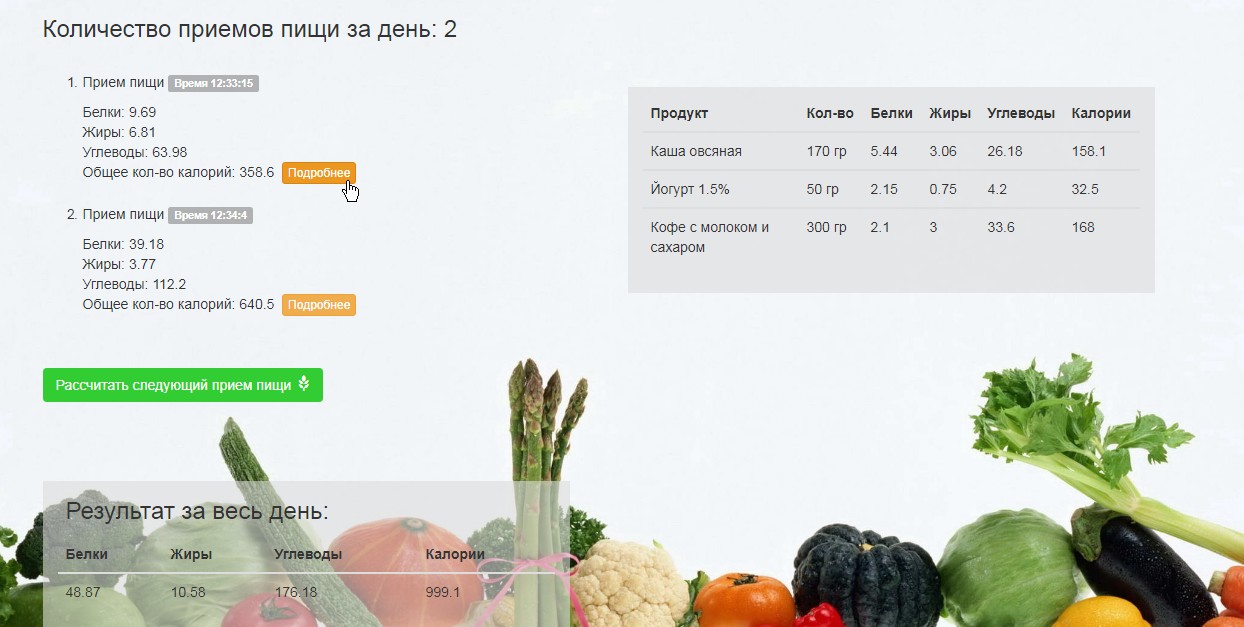 Количество приемов пищи за день: 2
1. Прием пищи Время 12:33:15
Белки: 9.69
Жиры: 6.81
Углеводы: 63.98
Общее кол-во калорий: 358.6 Подробнее
2. Прием пищи Время 12:34:4
Белки: 39.18
Жиры: 3.77
Углеводы: 112.2
Общее кол-во калорий: 640.5 Подробнее
Рассчитать следующий прием пищи
Продукт Кол-во Белки Жиры Углеводы Калории
Каша овсяная 170 гр 5.44 3.06 26.18 158.1
Йогурт 1.5% 50 гр 2.15 0.75 4.2 32.5
Кофе с молоком и 300 гр 2.1 3 33.6 168
сахаром
Результат за весь день:
Белки Жиры Углеводы Калории
48.87 10.58 176.18 999.1